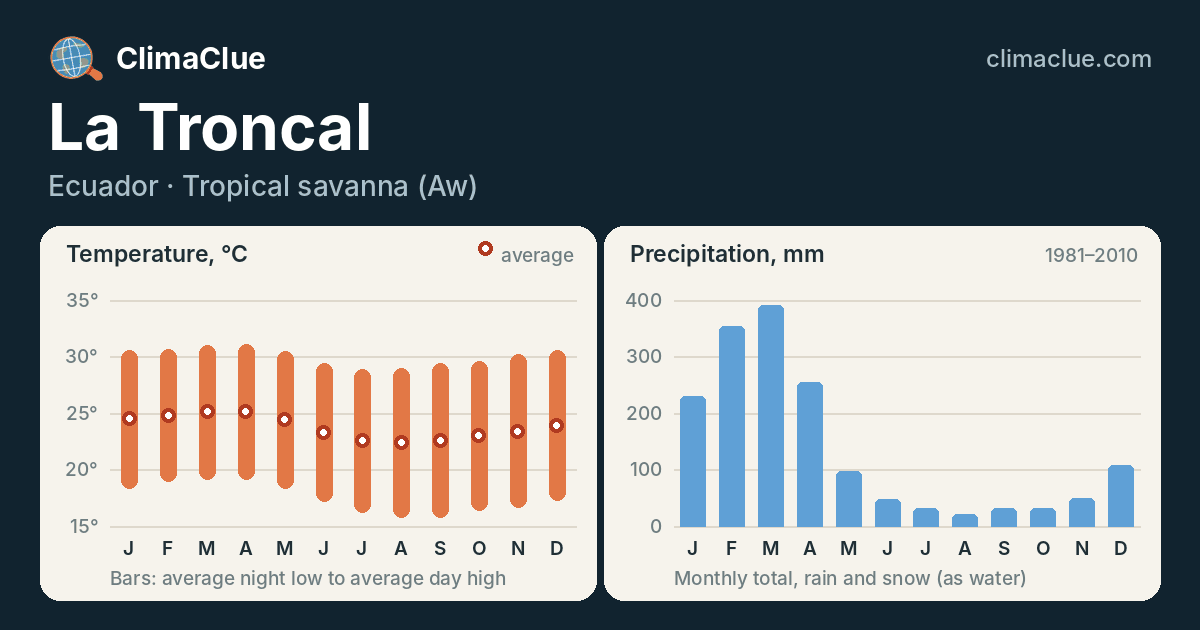 ClimaClue
climaclue.com
La Troncal
Ecuador · Tropical savanna (Aw)
Temperature, °C
average
35°
30°
25°
20°
15°
J F M A M J J A S O N D
Bars: average night low to average day high
Precipitation, mm
1981–2010
400
300
200
100
0
J F M A M J J A S O N D
Monthly total, rain and snow (as water)